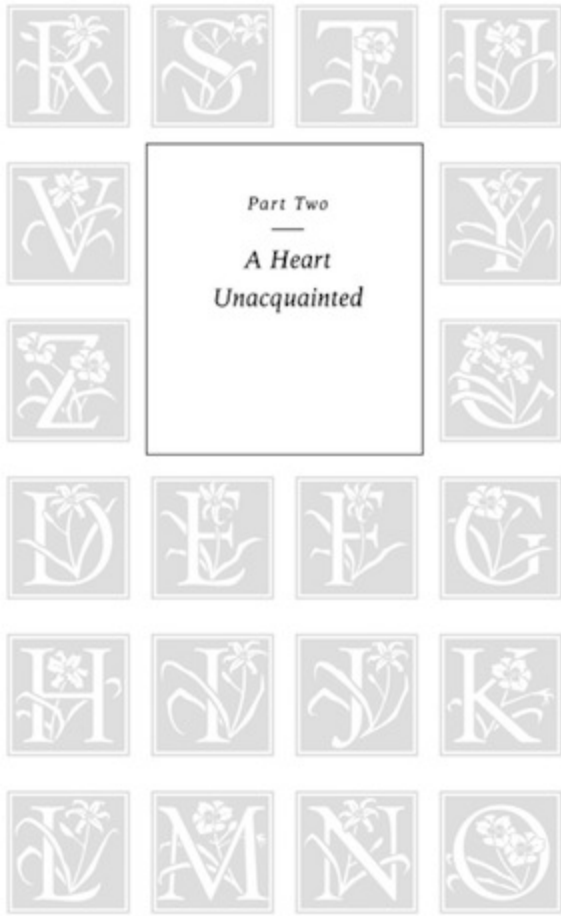 R S T U
Part Two
A Heart
Unacquainted
V Y
Z C
D E F G
H I J K
L M N O